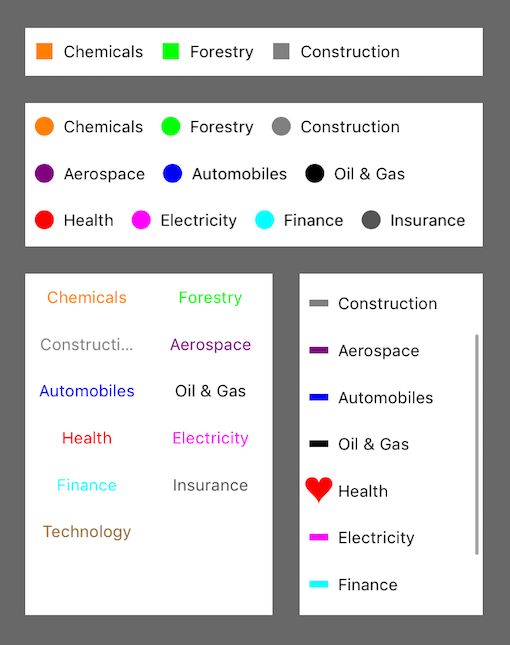 Chemicals Forestry Construction
Chemicals Forestry Construction
Aerospace Automobiles Oil & Gas
Health Electricity Finance Insurance
Chemicals Forestry
Constructi... Aerospace
Automobiles Oil & Gas
Health Electricity
Finance Insurance
Technology
Construction
Aerospace
Automobiles
Oil & Gas
Health
Electricity
Finance